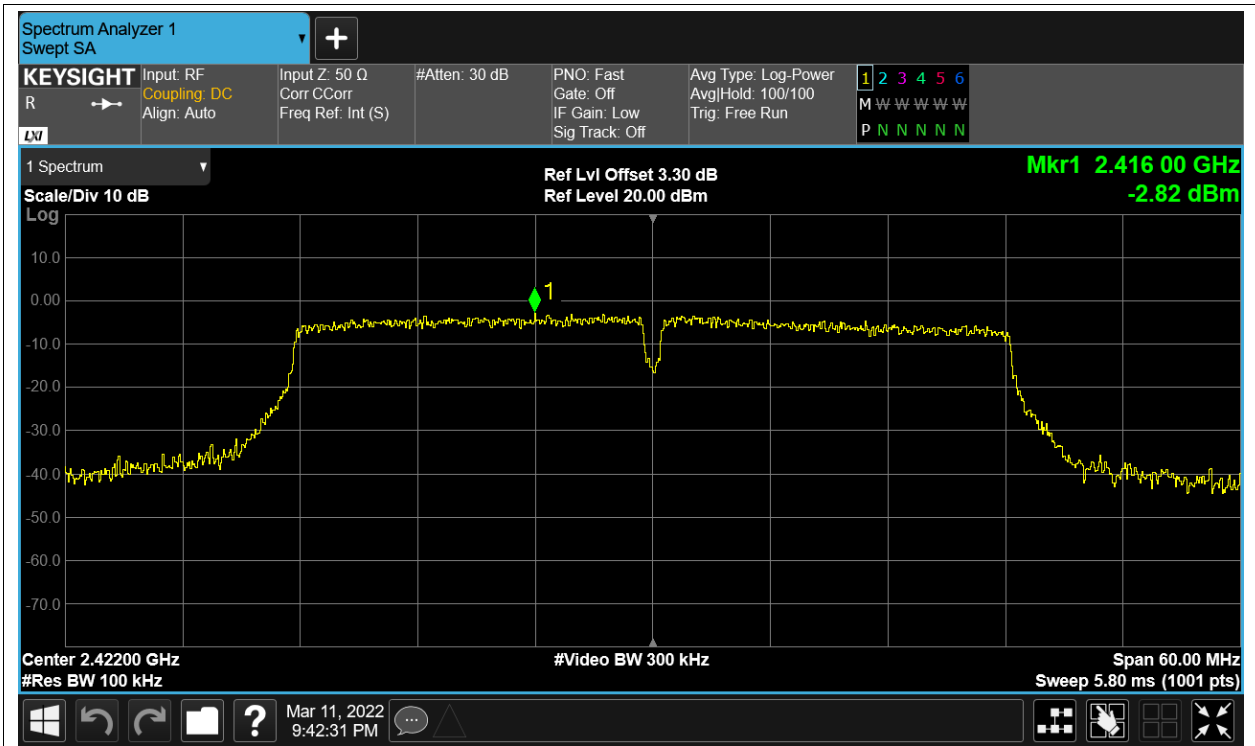 Spectrum Analyzer 1
Swept SA
KEYSIGHT
R
LXI
Input: RF
Coupling: DC
Align: Auto
Input Z: 50 Ω
Corr CCorr
Freq Ref: Int (S)
#Atten: 30 dB
PNO: Fast
Gate: Off
IF Gain: Low
Sig Track: Off
Avg Type: Log-Power
Avg|Hold: 100/100
Trig: Free Run
1 2 3 4 5 6
M W W W W W
P N N N N N
1 Spectrum
Scale/Div 10 dB
Log
Ref Lvl Offset 3.30 dB
Ref Level 20.00 dBm
Mkr1 2.416 00 GHz
-2.82 dBm
10.0
0.00
-10.0
-20.0
-30.0
-40.0
-50.0
-60.0
-70.0
1
Center 2.42200 GHz
#Res BW 100 kHz
#Video BW 300 kHz
Span 60.00 MHz
Sweep 5.80 ms (1001 pts)
?
Mar 11, 2022
9:42:31 PM